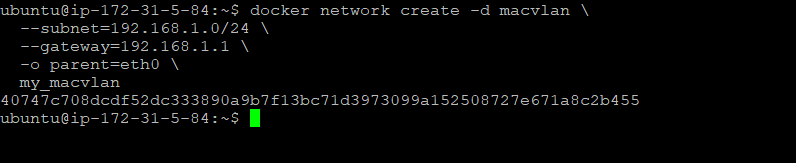 ubuntu@ip-172-31-5-84:~$ docker network create -d macvlan \
  --subnet=192.168.1.0/24 \
  --gateway=192.168.1.1 \
  -o parent=eth0 \
  my_macvlan
40747c708dcdf52dc333890a9b7f13bc71d3973099a152508727e671a8c2b455
ubuntu@ip-172-31-5-84:~$